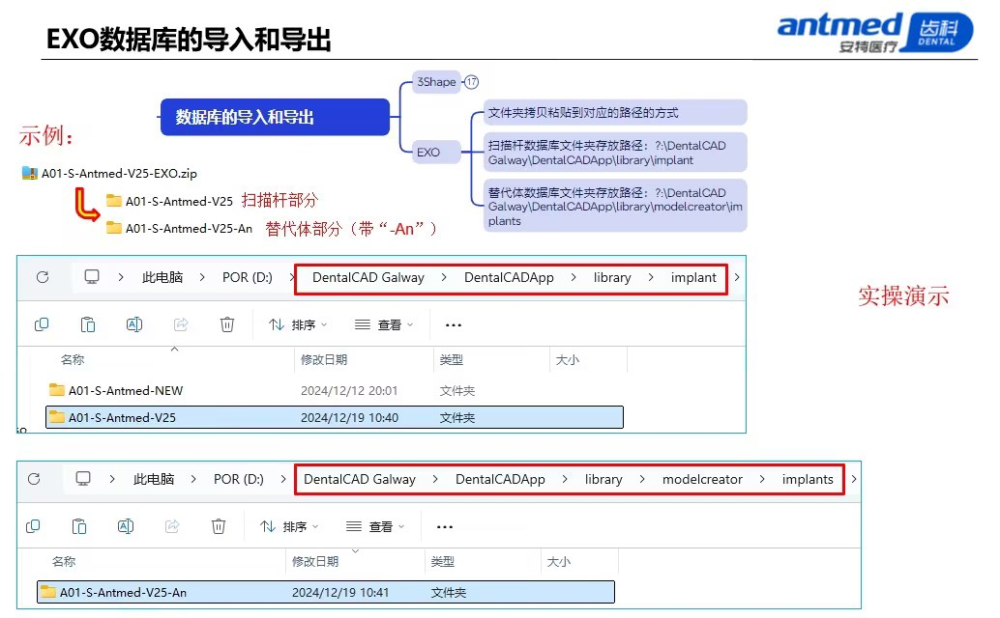 EXO数据库的导入和导出
antmed
安特医疗
齿科
DENTAL
3Shape
17
数据库的导入和导出
文件夹拷贝粘贴到对应的路径的方式
示例：
EXO
扫描杆数据库文件夹存放路径：?:\DentalCAD
Galway\DentalCADApp\library\implant
A01-S-Antmed-V25-EXO.zip
替代体数据库文件夹存放路径：?:\DentalCAD
Galway\DentalCADApp\library\modelcreator\im
plants
A01-S-Antmed-V25 扫描杆部分
A01-S-Antmed-V25-An 替代体部分（带“-An”）
此电脑 > POR (D:) > DentalCAD Galway > DentalCADApp > library > implant >
实操演示
排序 查看 ...
名称 修改日期 类型 大小
A01-S-Antmed-NEW 2024/12/12 20:01 文件夹
A01-S-Antmed-V25 2024/12/19 10:40 文件夹
此电脑 > POR (D:) > DentalCAD Galway > DentalCADApp > library > modelcreator > implants >
排序 查看 ...
名称 修改日期 类型 大小
A01-S-Antmed-V25-An 2024/12/19 10:41 文件夹